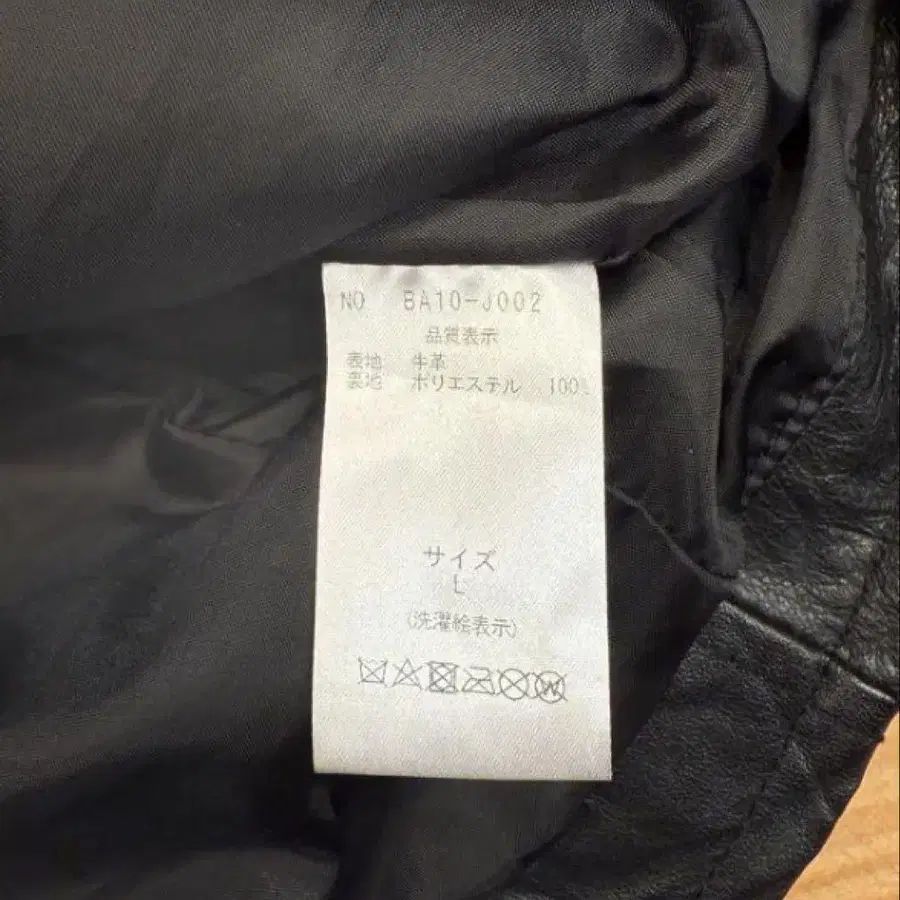 NO BA10-J002
品質表示
表地 牛革
裏地 ポリエステル 100%
サイズ
L
(洗濯絵表示)
W